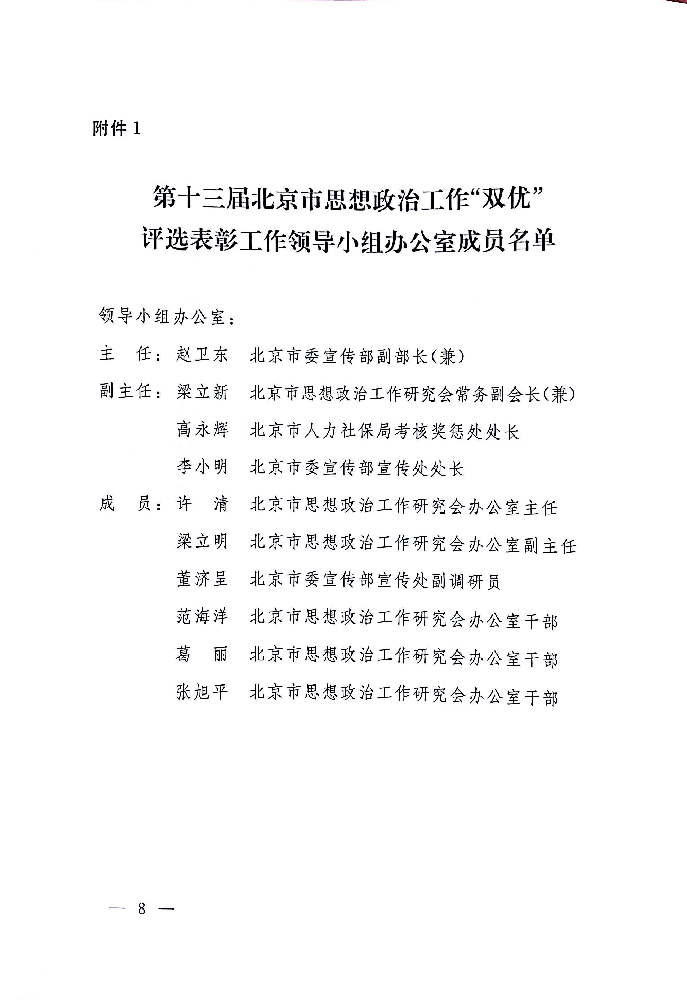 附件1
第十三届北京市思想政治工作“双优”
评选表彰工作领导小组办公室成员名单
领导小组办公室：
主　任：赵卫东　北京市委宣传部副部长（兼）
副主任：梁立新　北京市思想政治工作研究会常务副会长（兼）
高永辉　北京市人力社保局考核奖惩处处长
李小明　北京市委宣传部宣传处处长
成　员：许　清　北京市思想政治工作研究会办公室主任
梁立明　北京市思想政治工作研究会办公室副主任
董济呈　北京市委宣传部宣传处副调研员
范海洋　北京市思想政治工作研究会办公室干部
葛　丽　北京市思想政治工作研究会办公室干部
张旭平　北京市思想政治工作研究会办公室干部
— 8 —